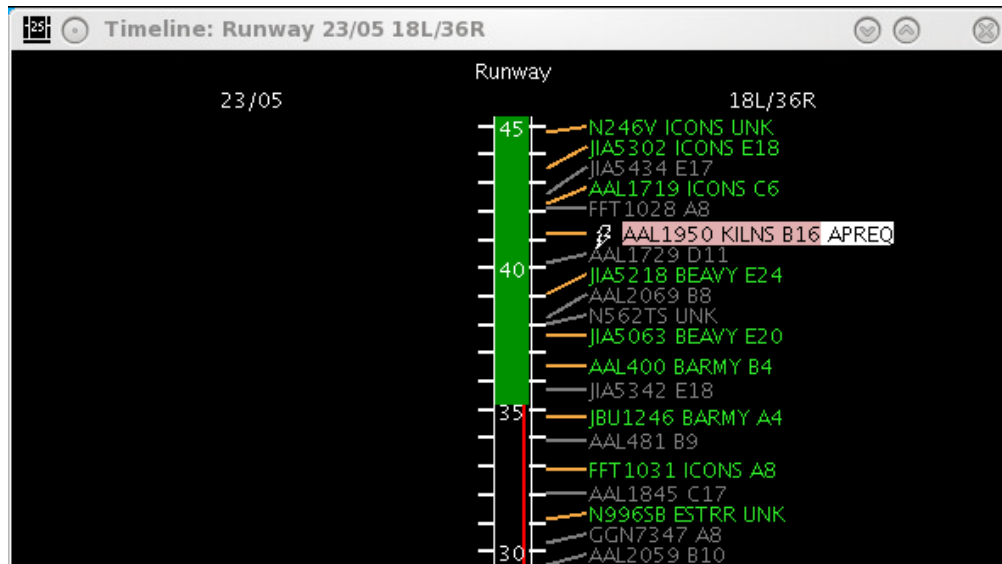 25 Timeline: Runway 23/05 18L/36R
Runway
23/05 18L/36R
45 N246V ICONS UNK
JIA5302 ICONS E18
JIA5434 E17
AAL1719 ICONS C6
FFT1028 A8
AAL1950 KILNS B16 APREQ
AAL1729 D11
40 JIA5218 BEAVY E24
AAL2069 B8
N562TS UNK
JIA5063 BEAVY E20
AAL400 BARMY B4
JIA5342 E18
35 JBU1246 BARMY A4
AAL481 B9
FFT1031 ICONS A8
AAL1845 C17
N996SB ESTRR UNK
GGN7347 A8
30 AAL2059 B10